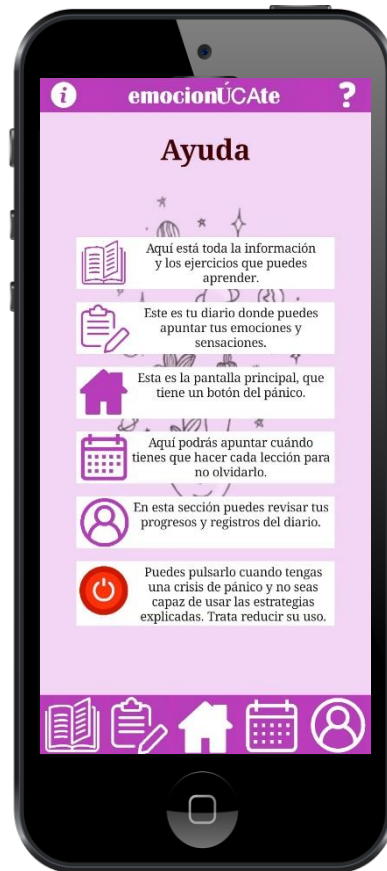 i
emocionÚCAte
?
Ayuda
Aquí está toda la información
y los ejercicios que puedes
aprender.
Este es tu diario donde puedes
apuntar tus emociones y
sensaciones.
Esta es la pantalla principal, que
tiene un botón del pánico.
Aquí podrás apuntar cuándo
tienes que hacer cada lección para
no olvidarlo.
En esta sección puedes revisar tus
progresos y registros del diario.
Puedes pulsarlo cuando tengas
una crisis de pánico y no seas
capaz de usar las estrategias
explicadas. Trata reducir su uso.